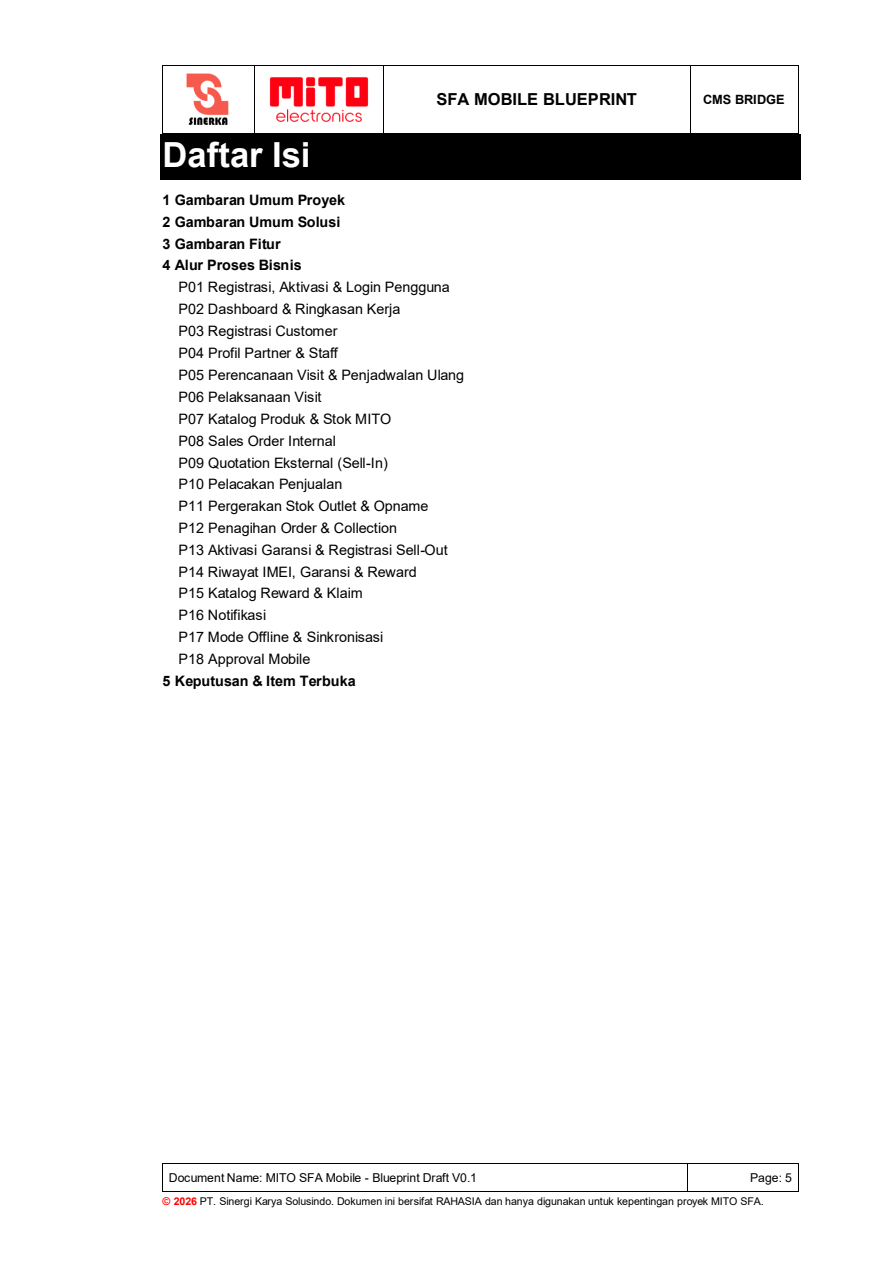 SINERKA
MiTO
electronics
SFA MOBILE BLUEPRINT
CMS BRIDGE
Daftar Isi
1 Gambaran Umum Proyek
2 Gambaran Umum Solusi
3 Gambaran Fitur
4 Alur Proses Bisnis
P01 Registrasi, Aktivasi & Login Pengguna
P02 Dashboard & Ringkasan Kerja
P03 Registrasi Customer
P04 Profil Partner & Staff
P05 Perencanaan Visit & Penjadwalan Ulang
P06 Pelaksanaan Visit
P07 Katalog Produk & Stok MITO
P08 Sales Order Internal
P09 Quotation Eksternal (Sell-In)
P10 Pelacakan Penjualan
P11 Pergerakan Stok Outlet & Opname
P12 Penagihan Order & Collection
P13 Aktivasi Garansi & Registrasi Sell-Out
P14 Riwayat IMEI, Garansi & Reward
P15 Katalog Reward & Klaim
P16 Notifikasi
P17 Mode Offline & Sinkronisasi
P18 Approval Mobile
5 Keputusan & Item Terbuka
Document Name: MITO SFA Mobile - Blueprint Draft V0.1
Page: 5
© 2026 PT. Sinergi Karya Solusindo. Dokumen ini bersifat RAHASIA dan hanya digunakan untuk kepentingan proyek MITO SFA.